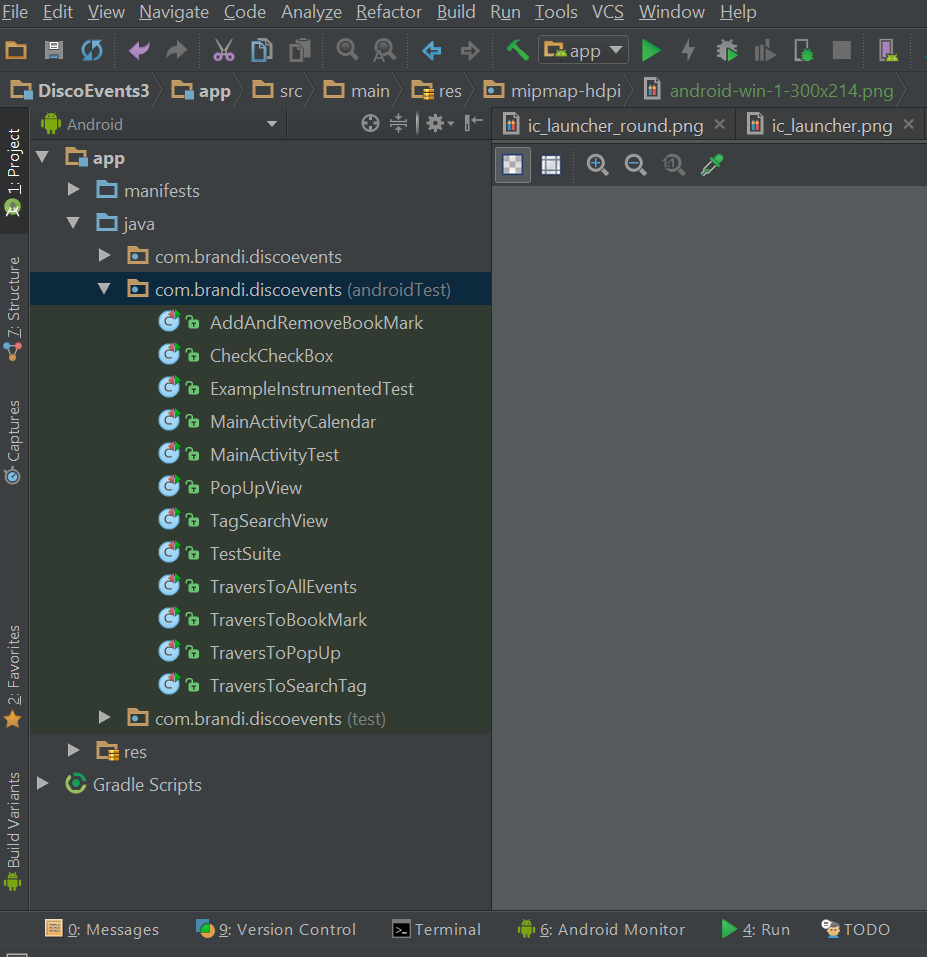 File Edit View Navigate Code Analyze Refactor Build Run Tools VCS Window Help
app
DiscoEvents3 app src main res mipmap-hdpi android-win-1-300x214.png
Android
ic_launcher_round.png ic_launcher.png
1:1
1: Project
7: Structure
Captures
2: Favorites
Build Variants
app
manifests
java
com.brandi.discoevents
com.brandi.discoevents (androidTest)
AddAndRemoveBookMark
CheckCheckBox
ExampleInstrumentedTest
MainActivityCalendar
MainActivityTest
PopUpView
TagSearchView
TestSuite
TraversToAllEvents
TraversToBookMark
TraversToPopUp
TraversToSearchTag
com.brandi.discoevents (test)
res
Gradle Scripts
0: Messages 9: Version Control Terminal 6: Android Monitor 4: Run TODO